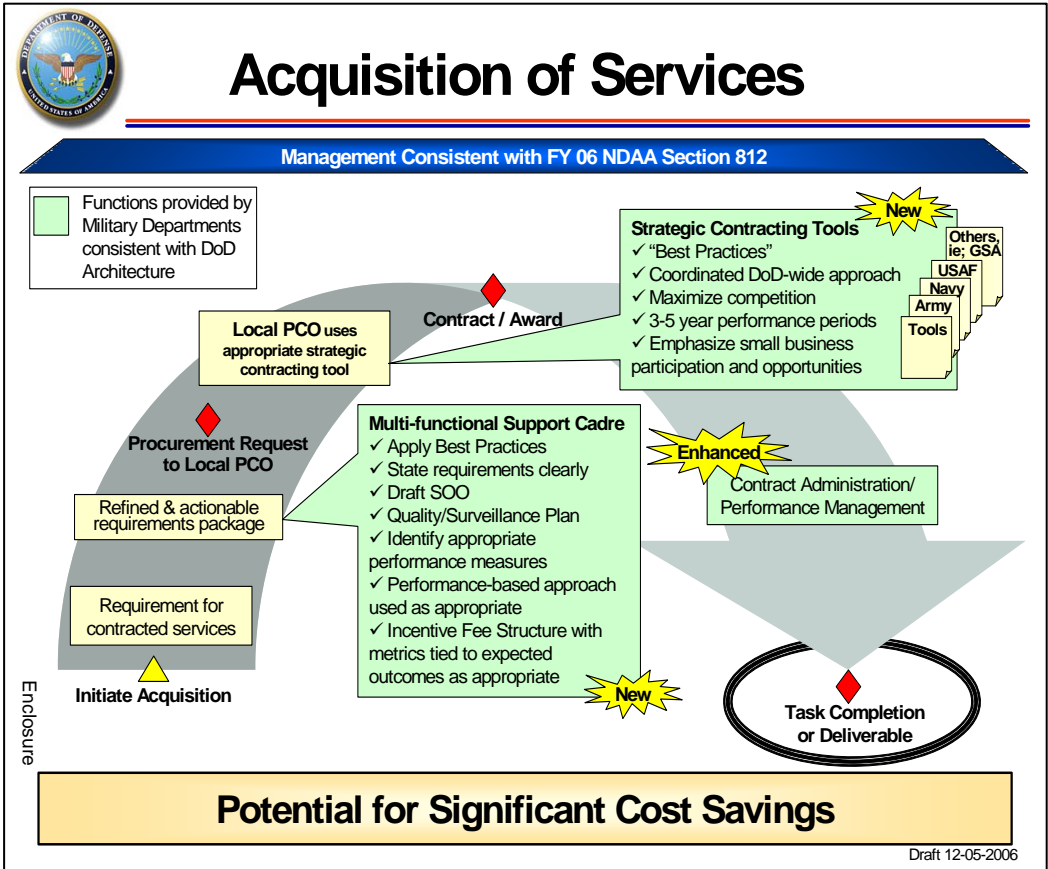 DEPARTMENT OF DEFENSE
UNITED STATES OF AMERICA
Acquisition of Services
Management Consistent with FY 06 NDAA Section 812
Functions provided by
Military Departments
consistent with DoD
Architecture
New
Strategic Contracting Tools
✓ “Best Practices”
✓ Coordinated DoD-wide approach
✓ Maximize competition
✓ 3-5 year performance periods
✓ Emphasize small business
participation and opportunities
Others,
ie; GSA
USAF
Navy
Army
Tools
Contract / Award
Local PCO uses
appropriate strategic
contracting tool
Procurement Request
to Local PCO
Refined & actionable
requirements package
Requirement for
contracted services
Initiate Acquisition
Multi-functional Support Cadre
✓ Apply Best Practices
✓ State requirements clearly
✓ Draft SOO
✓ Quality/Surveillance Plan
✓ Identify appropriate
performance measures
✓ Performance-based approach
used as appropriate
✓ Incentive Fee Structure with
metrics tied to expected
outcomes as appropriate
New
Enhanced
Contract Administration/
Performance Management
Task Completion
or Deliverable
Enclosure
Potential for Significant Cost Savings
Draft 12-05-2006